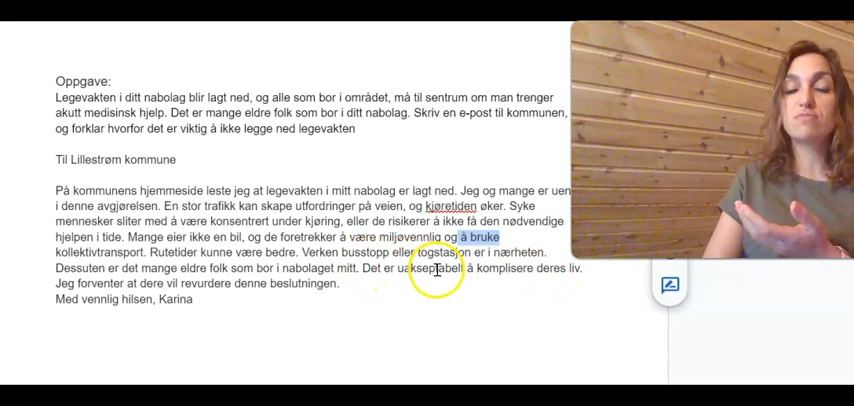 Oppgave:
Legevakten i ditt nabolag blir lagt ned, og alle som bor i området, må til sentrum om man trenger
akutt medisinsk hjelp. Det er mange eldre folk som bor i ditt nabolag. Skriv en e-post til kommunen,
og forklar hvorfor det er viktig å ikke legge ned legevakten
Til Lillestrøm kommune
På kommunens hjemmeside leste jeg at legevakten i mitt nabolag er lagt ned. Jeg og mange er uen
i denne avgjørelsen. En stor trafikk kan skape utfordringer på veien, og kjøretiden øker. Syke
mennesker sliter med å være konsentrert under kjøring, eller de risikerer å ikke få den nødvendige
hjelpen i tide. Mange eier ikke en bil, og de foretrekker å være miljøvennlig og å bruke
kollektivtransport. Rutetider kunne være bedre. Verken busstopp eller togstasjon er i nærheten.
Dessuten er det mange eldre folk som bor i nabolaget mitt. Det er uakseptabelt å komplisere deres liv.
Jeg forventer at dere vil revurdere denne beslutningen.
Med vennlig hilsen, Karina